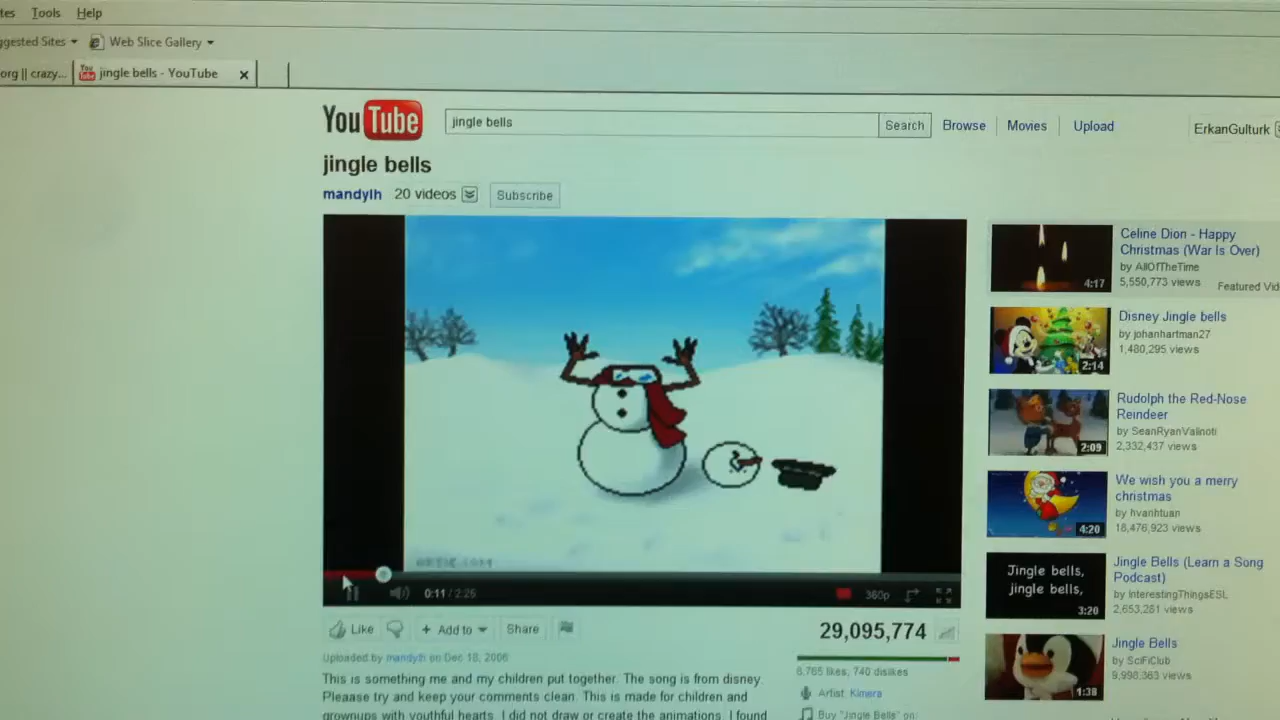 tes Tools Help
ggested Sites Web Slice Gallery
org || crazy... jingle bells - YouTube x
YouTube jingle bells Search Browse Movies Upload ErkanGulturk
jingle bells
mandylh 20 videos Subscribe
Celine Dion - Happy
Christmas (War Is Over)
by AllOfTheTime
5,550,773 views Featured Vid
4:17
Disney Jingle bells
by johanhartman27
1,480,295 views
2:14
Rudolph the Red-Nose
Reindeer
by SeanRyanValinoti
2,332,437 views
2:09
We wish you a merry
christmas
by hvanhtuan
18,476,923 views
4:20
Jingle Bells (Learn a Song
Podcast)
by InterestingThingsESL
2,653,281 views
Jingle bells,
jingle bells,
3:20
Jingle Bells
by SciFiClub
9,998,363 views
1:38
0:11 / 2:25 360p
Like + Add to Share 29,095,774
Uploaded by mandylh on Dec 18, 2006
6,765 likes, 740 dislikes
This is something me and my children put together. The song is from disney.
Pleaase try and keep your comments clean. This is made for children and
grownups with youthful hearts. I did not draw or create the animations. I found
Artist: Kimera
Buy "Jingle Bells" on: